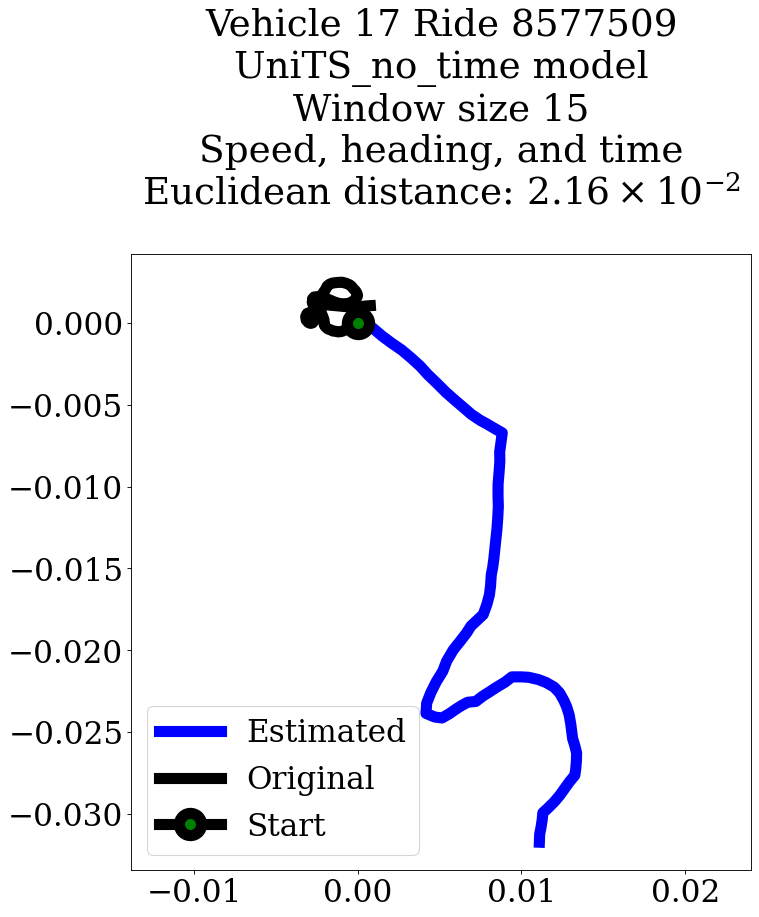 Vehicle 17 Ride 8577509
UniTS_no_time model
Window size 15
Speed, heading, and time
Euclidean distance: 2.16 × 10⁻²
0.000
−0.005
−0.010
−0.015
−0.020
−0.025
−0.030
Estimated
Original
Start
−0.01 0.00 0.01 0.02